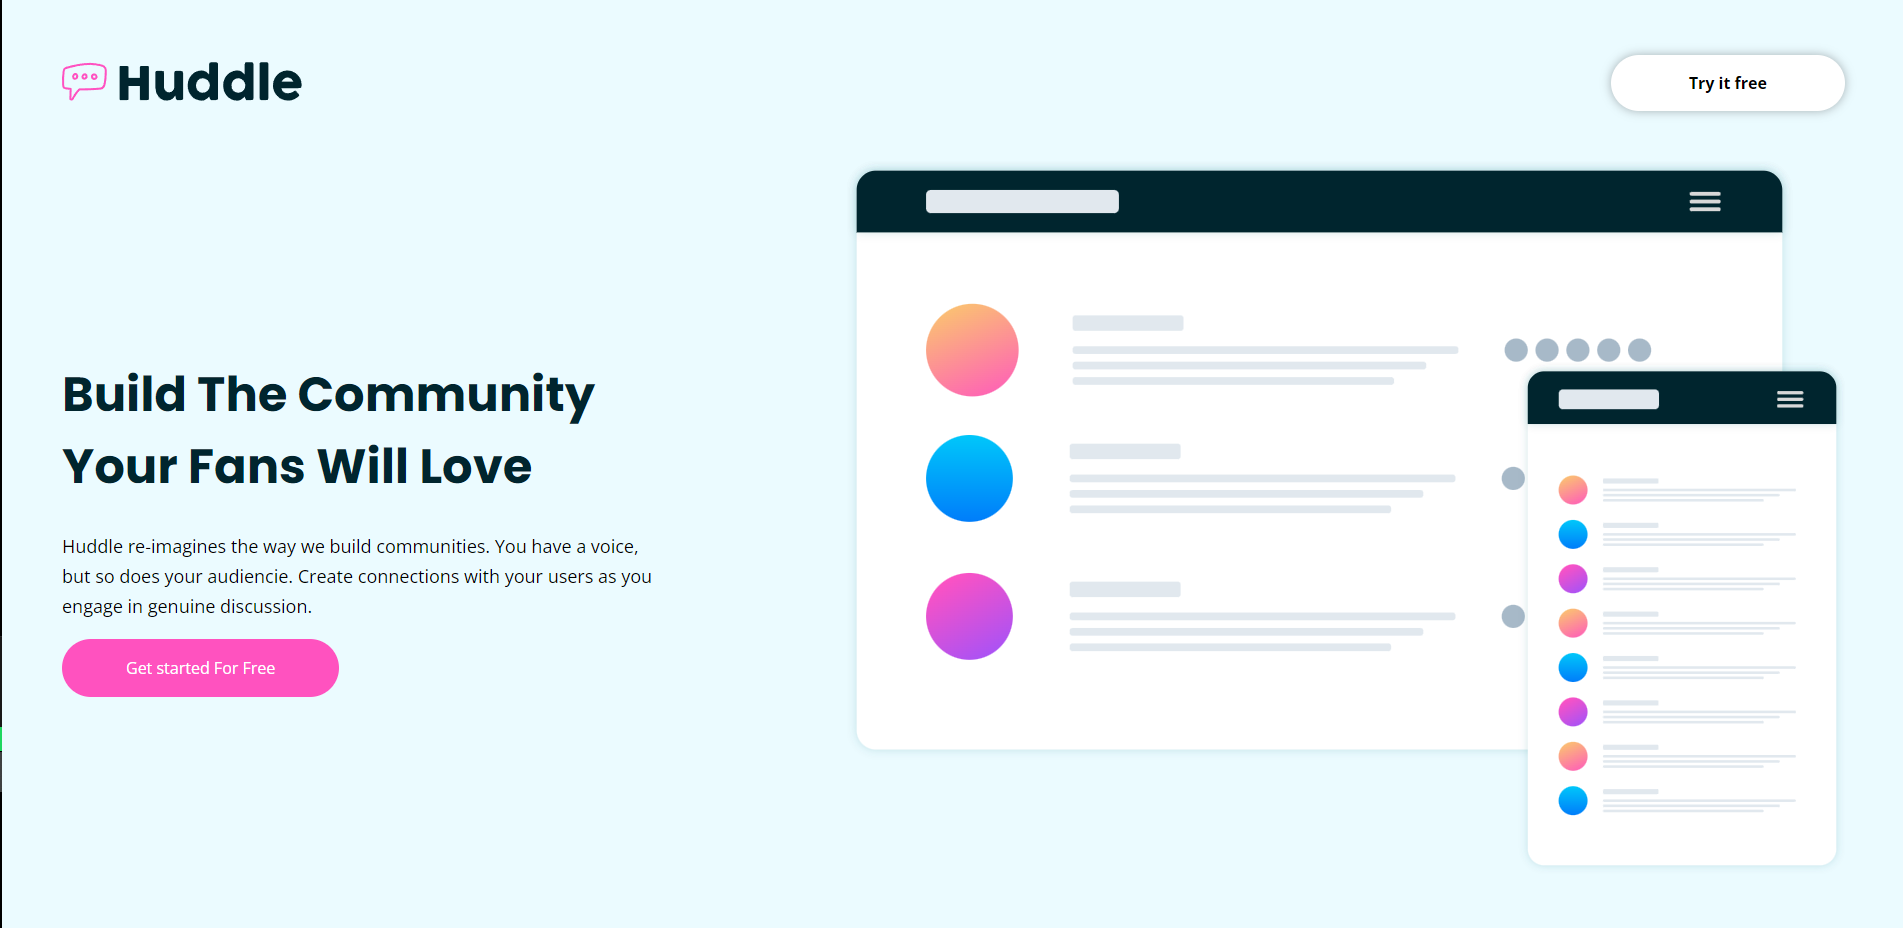 Huddle
Try it free
Build The Community
Your Fans Will Love
Huddle re-imagines the way we build communities. You have a voice,
but so does your audiencie. Create connections with your users as you
engage in genuine discussion.
Get started For Free